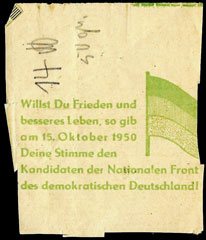 14
Willst Du Frieden und
besseres Leben, so gib
am 15. Oktober 1950
Deine Stimme den
Kandidaten der Nationalen Front
des demokratischen Deutschland!